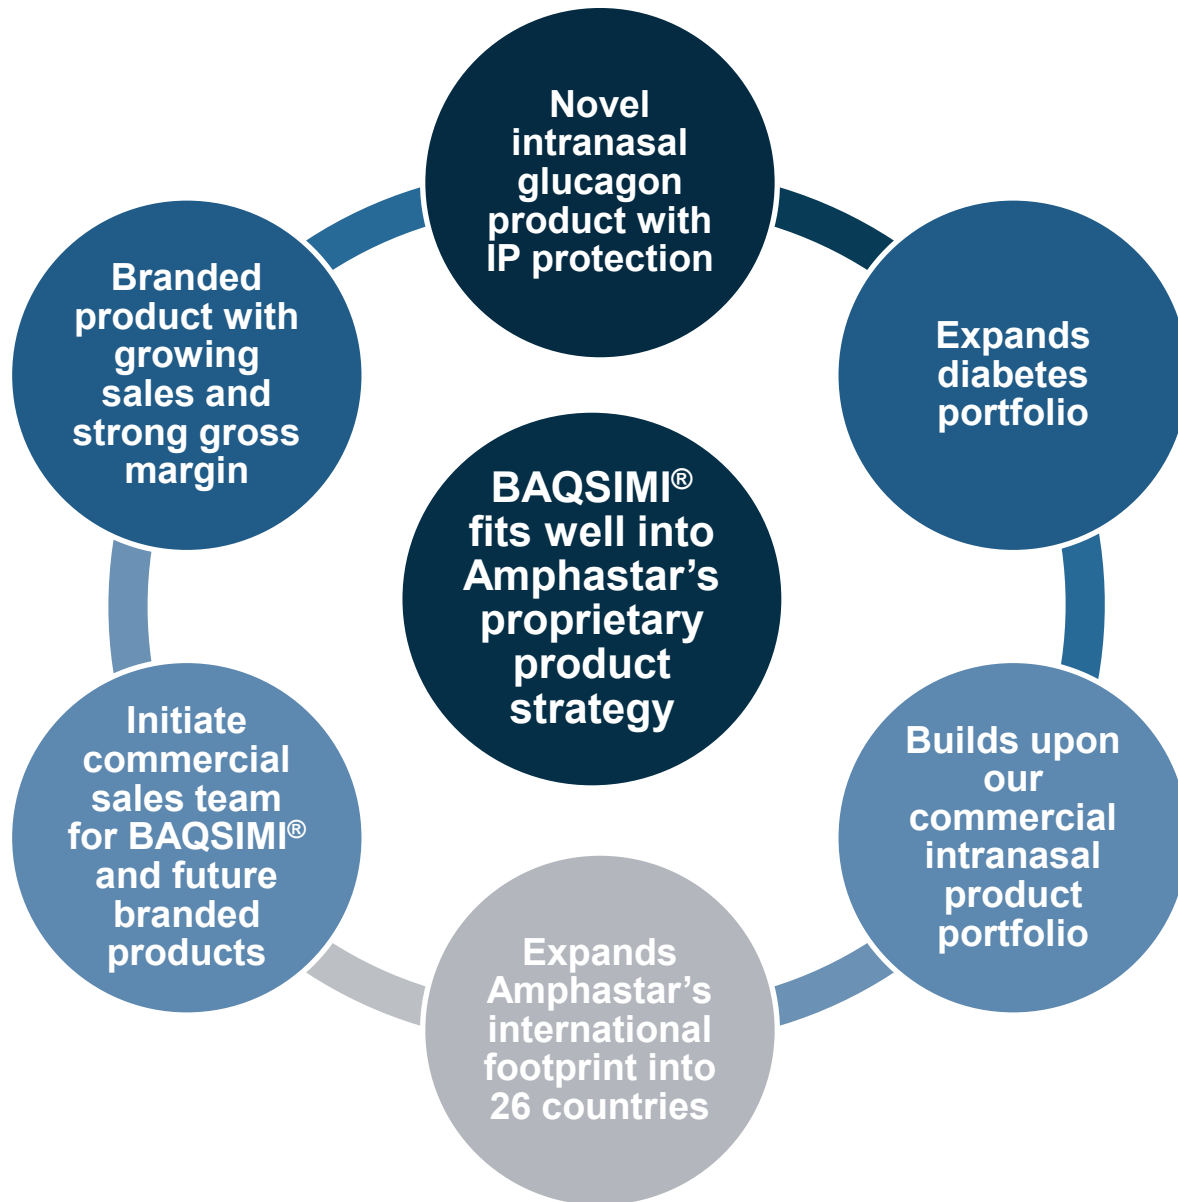 Novel
intranasal
glucagon
product with
IP protection
Expands
diabetes
portfolio
Builds upon
our
commercial
intranasal
product
portfolio
Expands
Amphastar’s
international
footprint into
26 countries
Initiate
commercial
sales team
for BAQSIMI®
and future
branded
products
Branded
product with
growing
sales and
strong gross
margin
BAQSIMI®
fits well into
Amphastar’s
proprietary
product
strategy